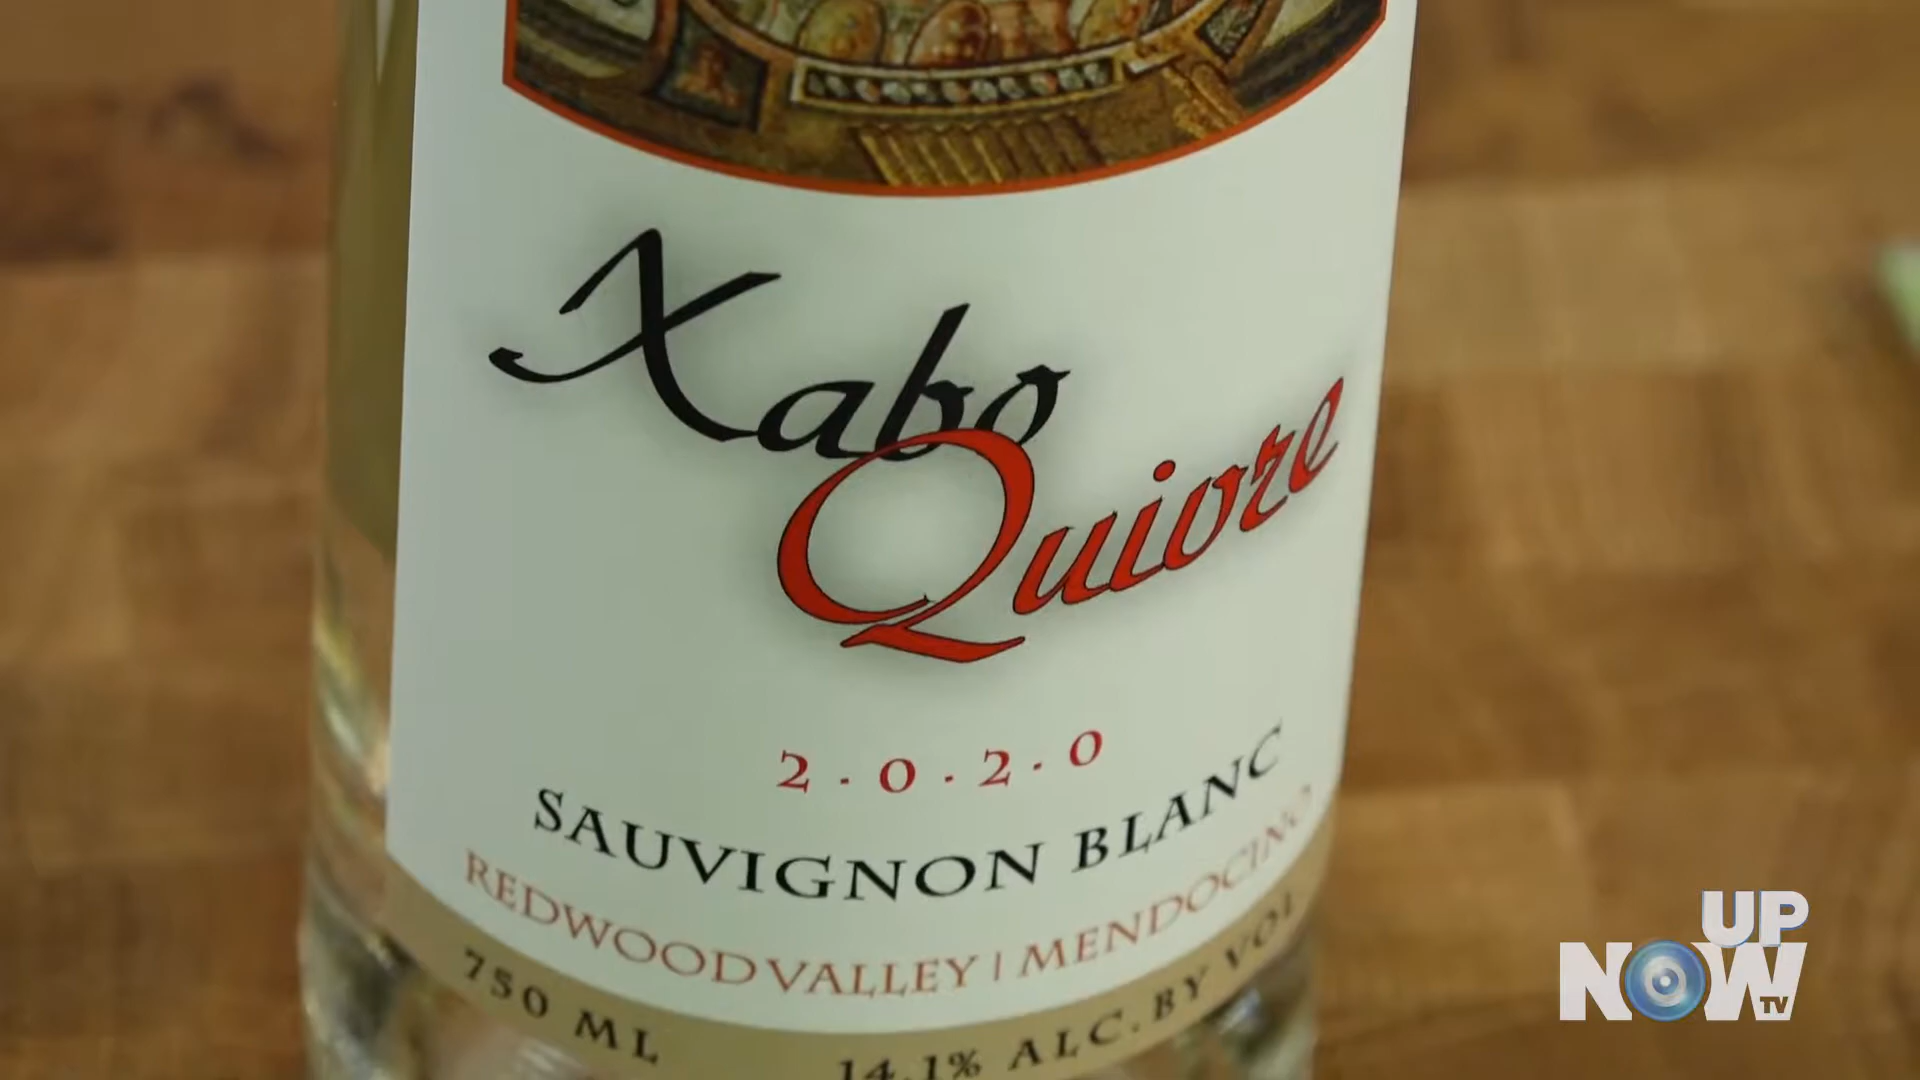 Xabo
Quivre
2·0·2·0
SAUVIGNON BLANC
REDWOOD VALLEY | MENDOCINO
750 ML 14.1% ALC. BY VOL
UP
NOW
TV